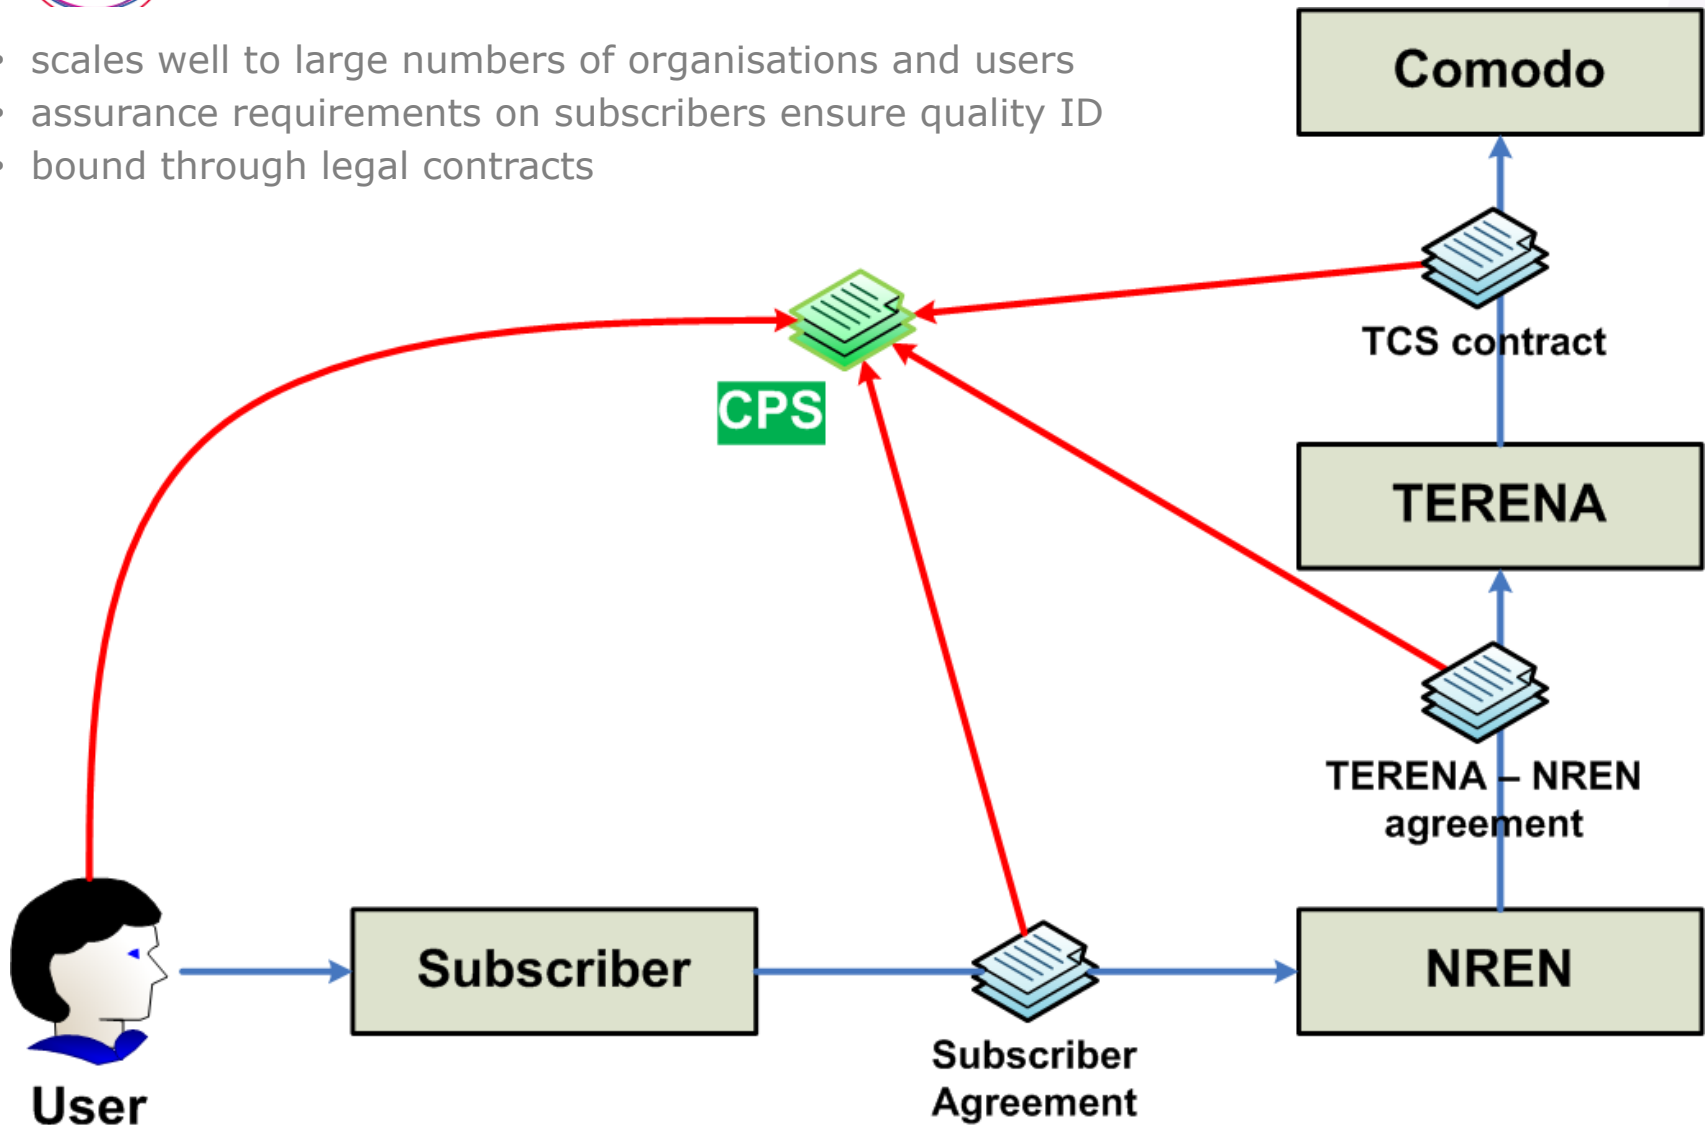 • scales well to large numbers of organisations and users
• assurance requirements on subscribers ensure quality ID
• bound through legal contracts
Comodo
TCS contract
CPS
TERENA
TERENA – NREN
agreement
Subscriber
NREN
Subscriber
Agreement
User